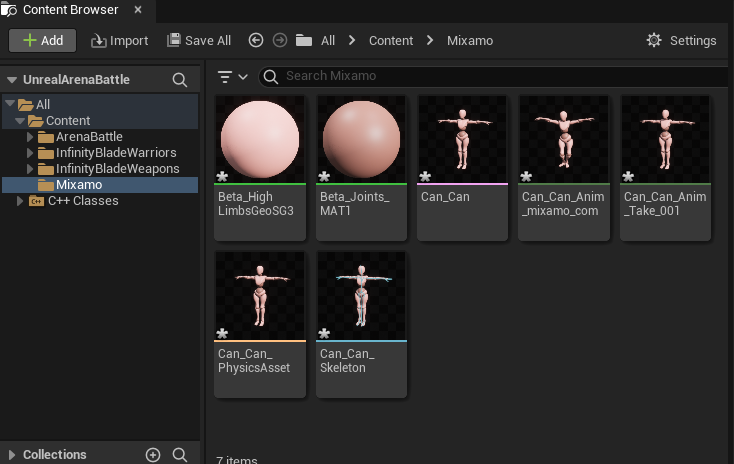 Content Browser
Add
Import
Save All
All
Content
Mixamo
Settings
UnrealArenaBattle
Search Mixamo
All
Content
ArenaBattle
InfinityBladeWarriors
InfinityBladeWeapons
Mixamo
C++ Classes
Beta_High
LimbsGeoSG3
Beta_Joints_
MAT1
Can_Can
Can_Can_Anim
_mixamo_com
Can_Can_Anim
_Take_001
Can_Can_
PhysicsAsset
Can_Can_
Skeleton
Collections
7 items